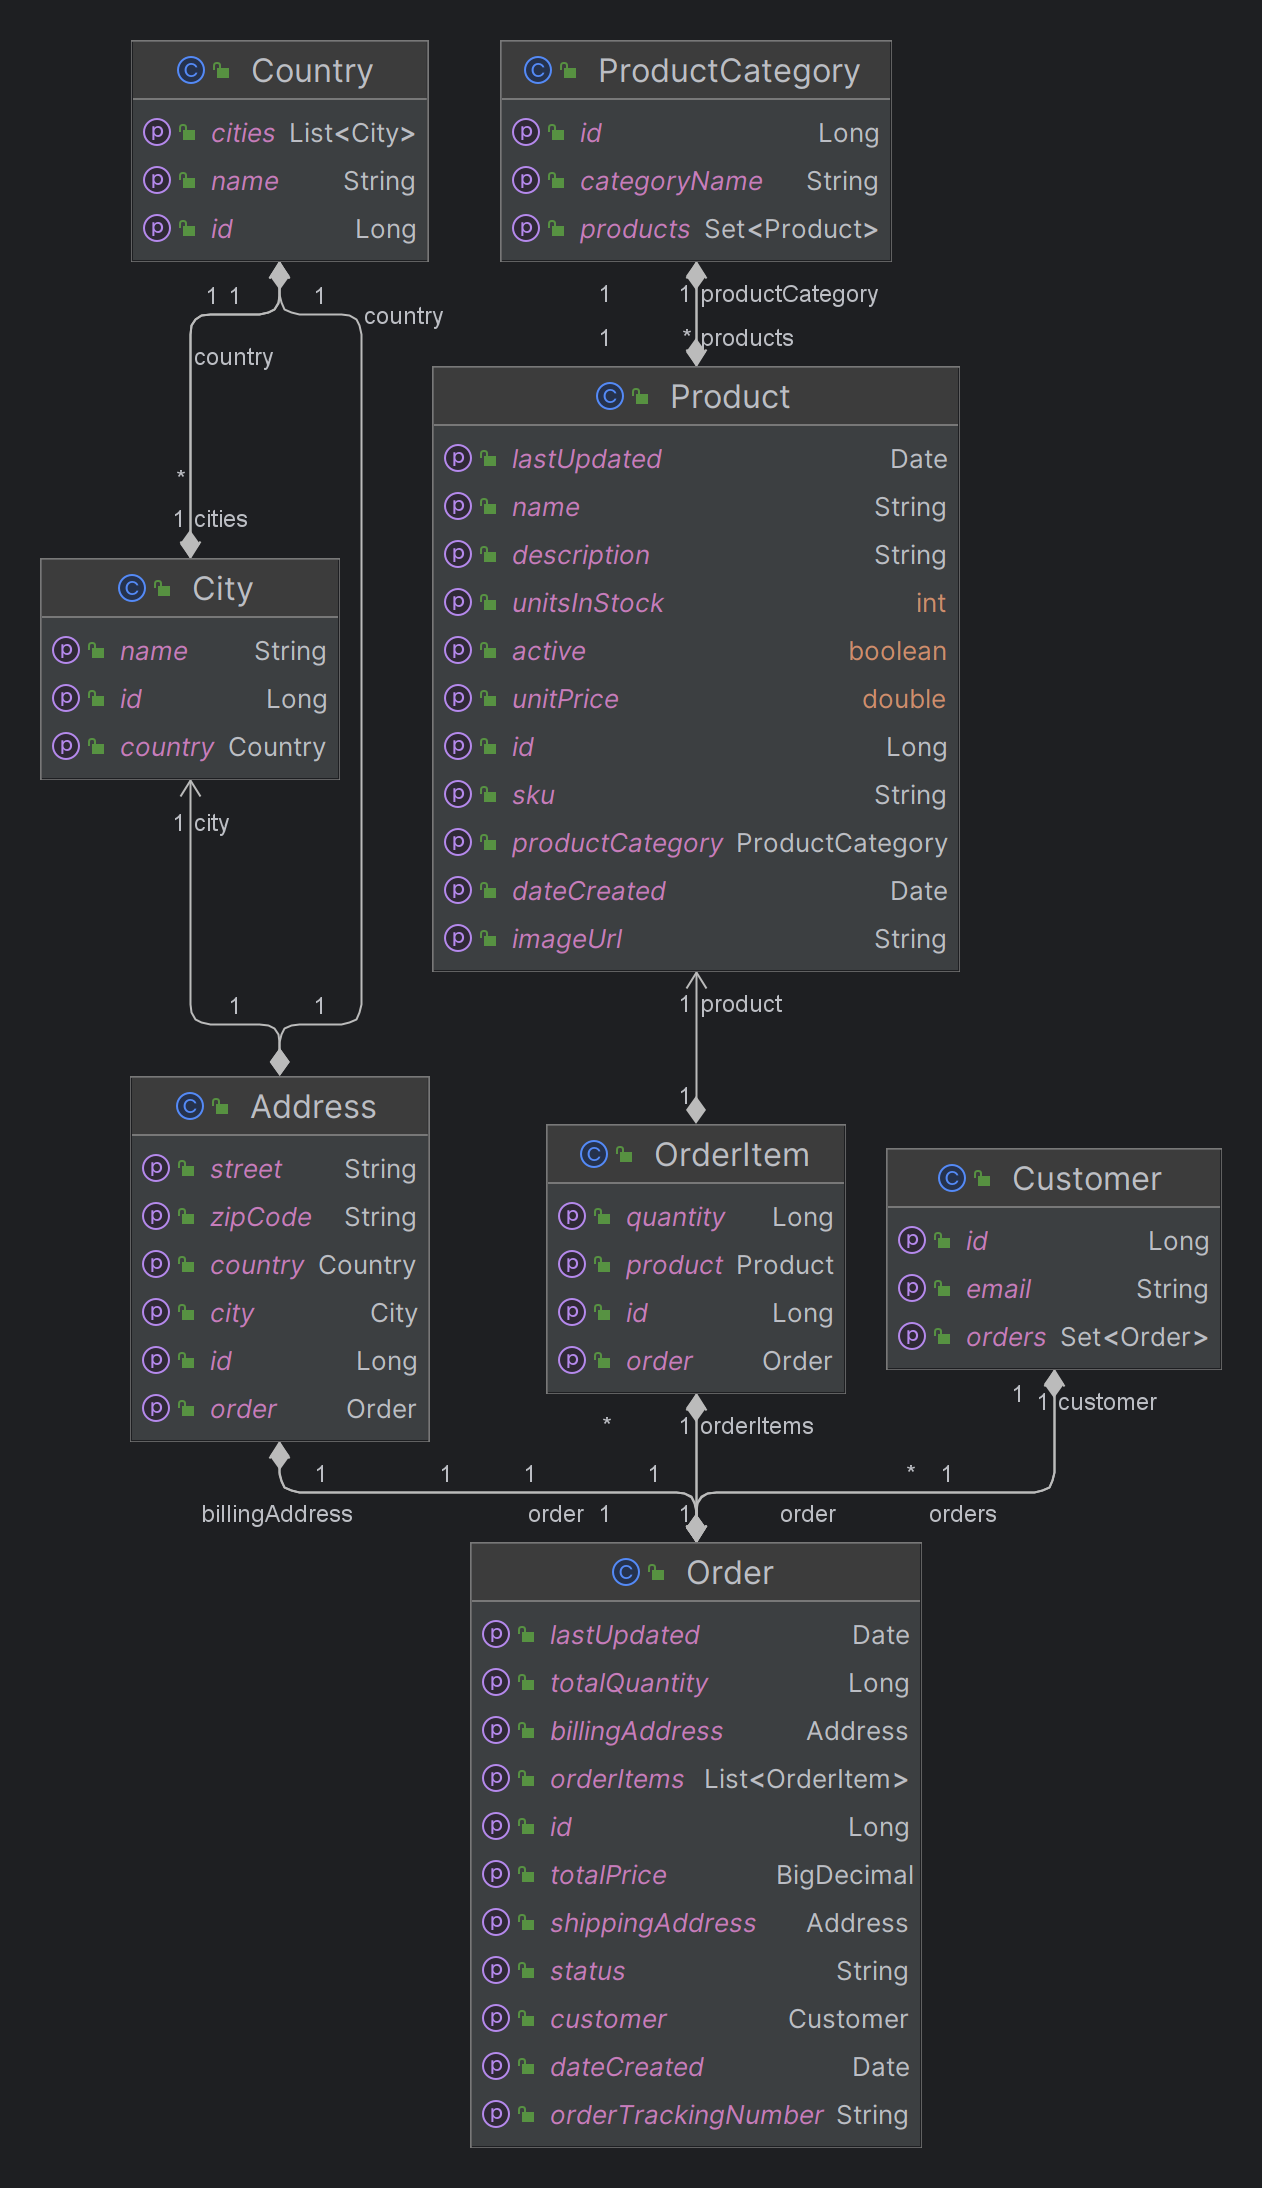 Country
cities List<City>
name String
id Long
ProductCategory
id Long
categoryName String
products Set<Product>
1 1 1
country
country
*
1 cities
1 1 productCategory
1 * products
Product
lastUpdated Date
name String
description String
unitsInStock int
active boolean
unitPrice double
id Long
sku String
productCategory ProductCategory
dateCreated Date
imageUrl String
City
name String
id Long
country Country
1 city
1 1
1 product
1
Address
street String
zipCode String
country Country
city City
id Long
order Order
OrderItem
quantity Long
product Product
id Long
order Order
Customer
id Long
email String
orders Set<Order>
1 1 customer
* 1 orderItems
1 1 1 1 * 1
billingAddress order 1 1 order orders
Order
lastUpdated Date
totalQuantity Long
billingAddress Address
orderItems List<OrderItem>
id Long
totalPrice BigDecimal
shippingAddress Address
status String
customer Customer
dateCreated Date
orderTrackingNumber String